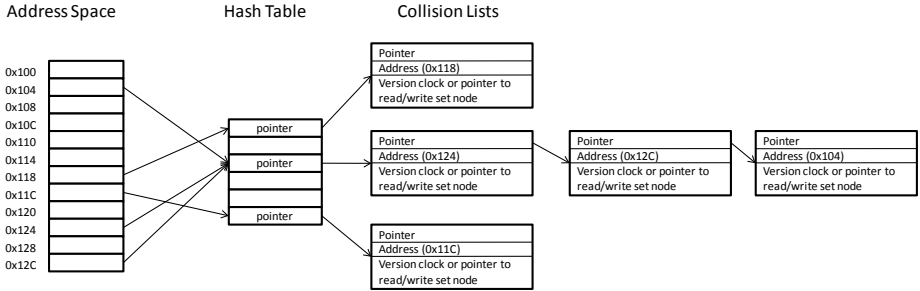 Address Space
Hash Table
Collision Lists
0x100
0x104
0x108
0x10C
0x110
0x114
0x118
0x11C
0x120
0x124
0x128
0x12C
pointer
pointer
pointer
Pointer
Address (0x118)
Version clock or pointer to
read/write set node
Pointer
Address (0x124)
Version clock or pointer to
read/write set node
Pointer
Address (0x12C)
Version clock or pointer to
read/write set node
Pointer
Address (0x104)
Version clock or pointer to
read/write set node
Pointer
Address (0x11C)
Version clock or pointer to
read/write set node